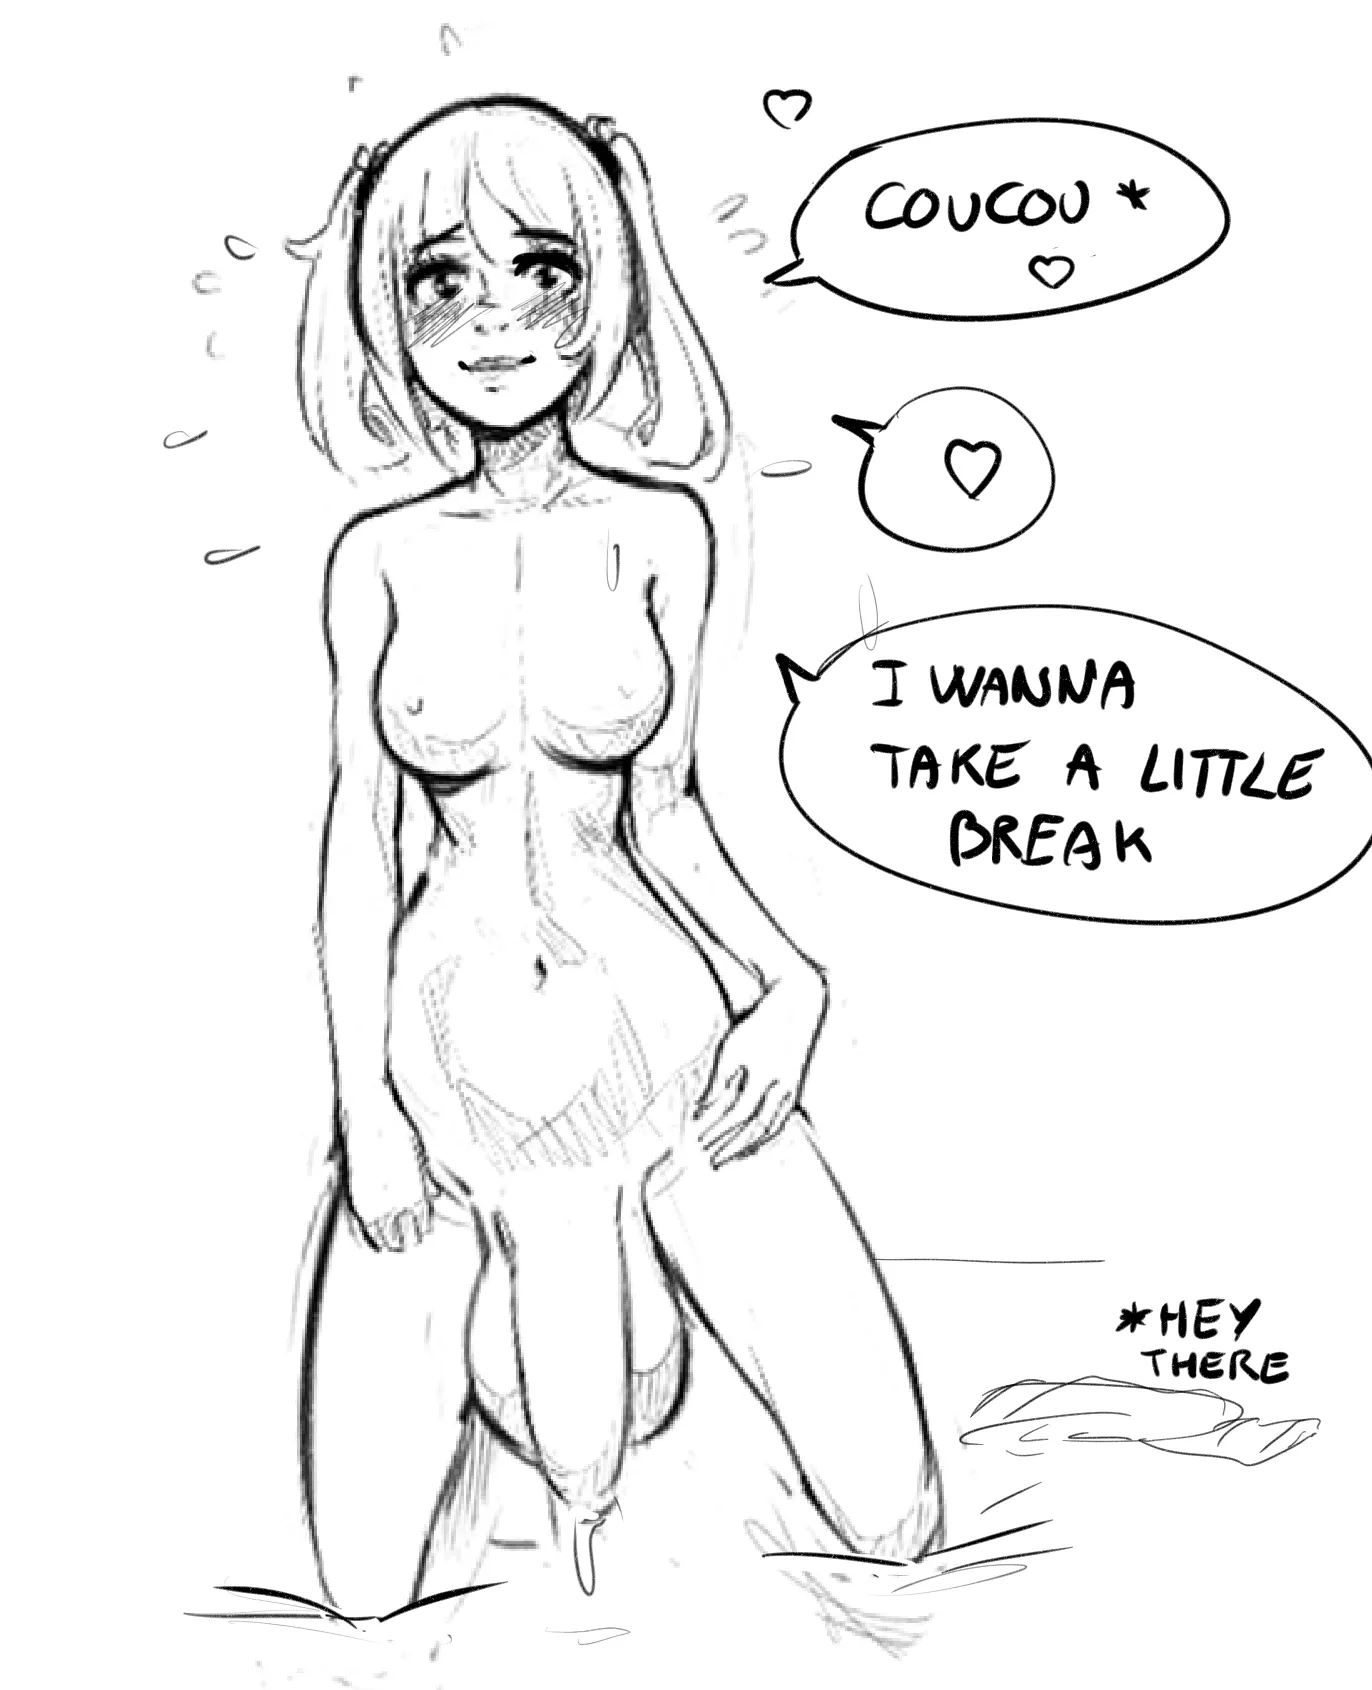 COUCOU *
I WANNA
TAKE A LITTLE
BREAK
*HEY
THERE